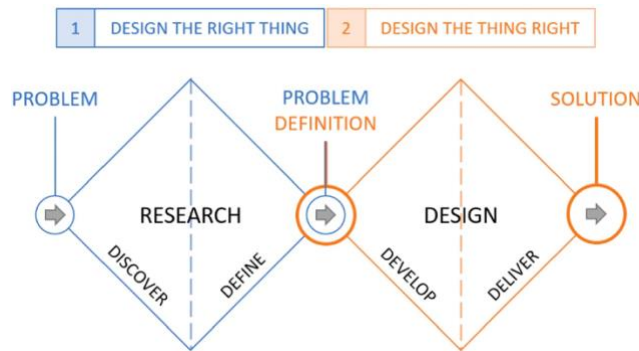 1 DESIGN THE RIGHT THING
2 DESIGN THE THING RIGHT
PROBLEM
PROBLEM
DEFINITION
SOLUTION
RESEARCH
DESIGN
DISCOVER
DEFINE
DEVELOP
DELIVER